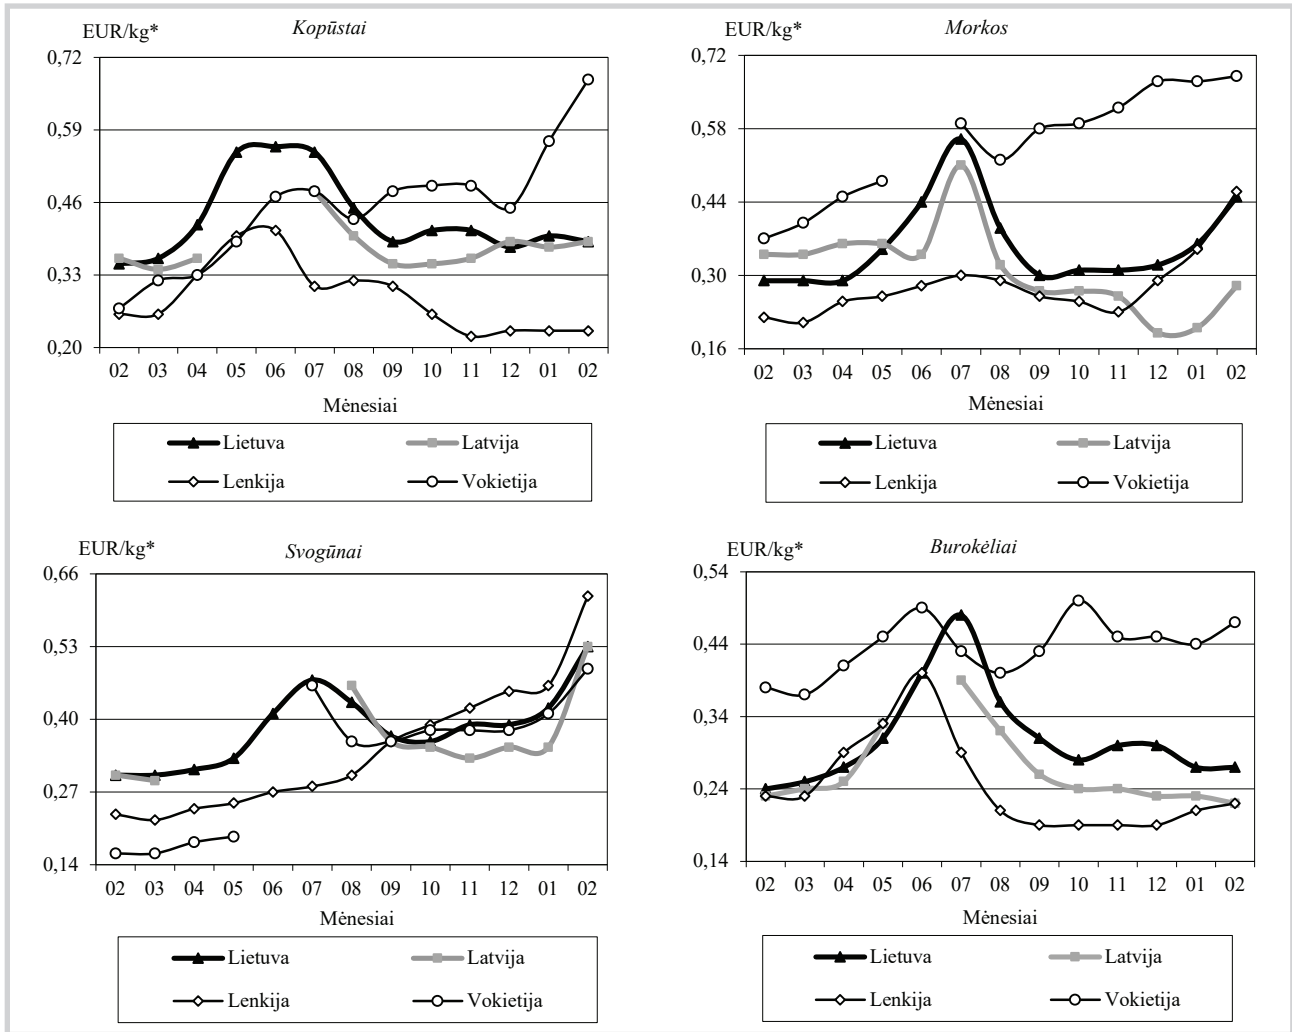 EUR/kg*
Kopūstai
0,72
0,59
0,46
0,33
0,20
02 03 04 05 06 07 08 09 10 11 12 01 02
Mėnesiai
Lietuva Latvija
Lenkija Vokietija
EUR/kg*
Morkos
0,72
0,58
0,44
0,30
0,16
02 03 04 05 06 07 08 09 10 11 12 01 02
Mėnesiai
Lietuva Latvija
Lenkija Vokietija
EUR/kg*
Svogūnai
0,66
0,53
0,40
0,27
0,14
02 03 04 05 06 07 08 09 10 11 12 01 02
Mėnesiai
Lietuva Latvija
Lenkija Vokietija
EUR/kg*
Burokėliai
0,54
0,44
0,34
0,24
0,14
02 03 04 05 06 07 08 09 10 11 12 01 02
Mėnesiai
Lietuva Latvija
Lenkija Vokietija